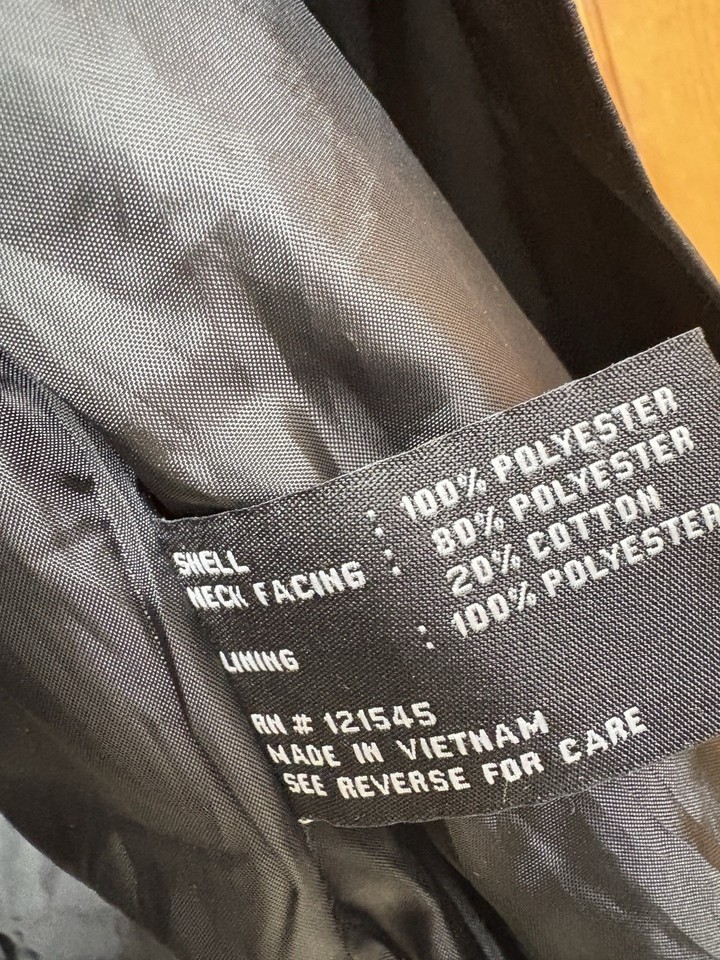 SHELL : 100% POLYESTER
NECK FACING : 80% POLYESTER
20% COTTON
LINING : 100% POLYESTER
RN # 121545
MADE IN VIETNAM
SEE REVERSE FOR CARE